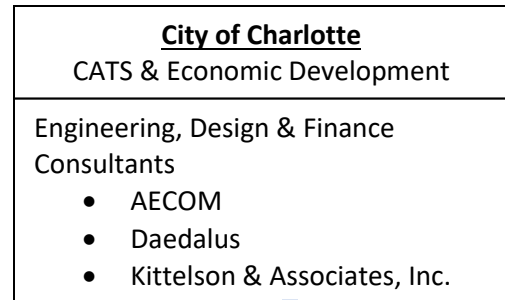 City of Charlotte
CATS & Economic Development
Engineering, Design & Finance
Consultants
• AECOM
• Daedalus
• Kittelson & Associates, Inc.